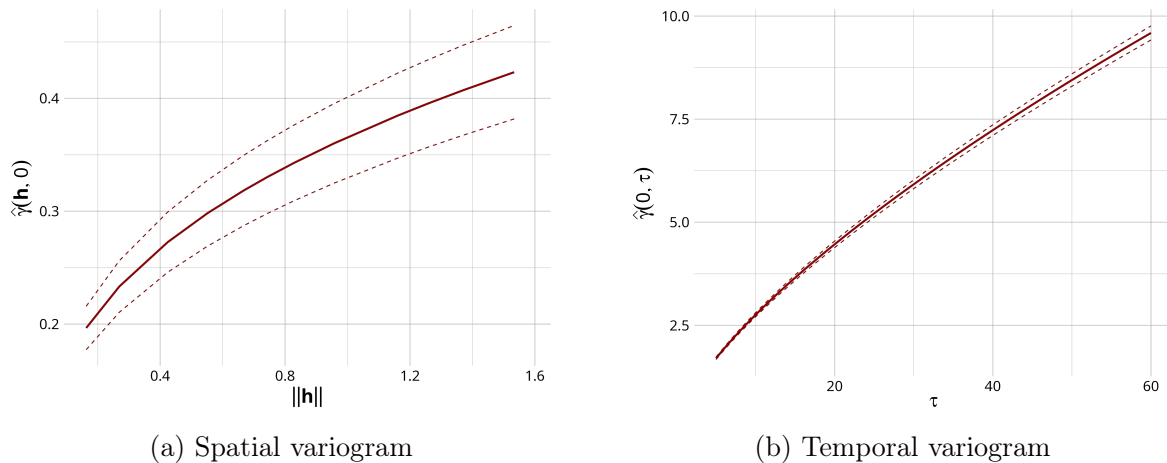 γ̂(h, 0)
0.4
0.3
0.2
0.4 0.8 1.2 1.6
||h||
(a) Spatial variogram
γ̂(0, τ)
10.0
7.5
5.0
2.5
20 40 60
τ
(b) Temporal variogram